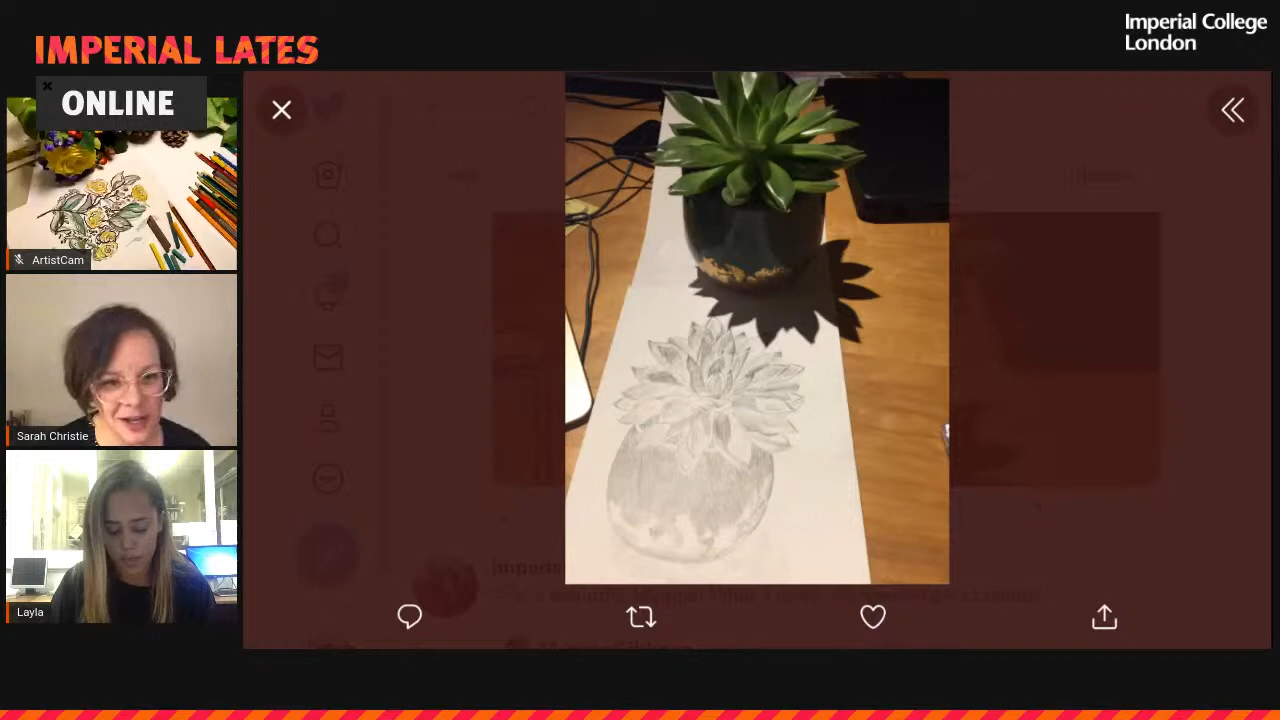 IMPERIAL LATES
ONLINE
Imperial College
London
ArtistCam
Sarah Christie
Layla